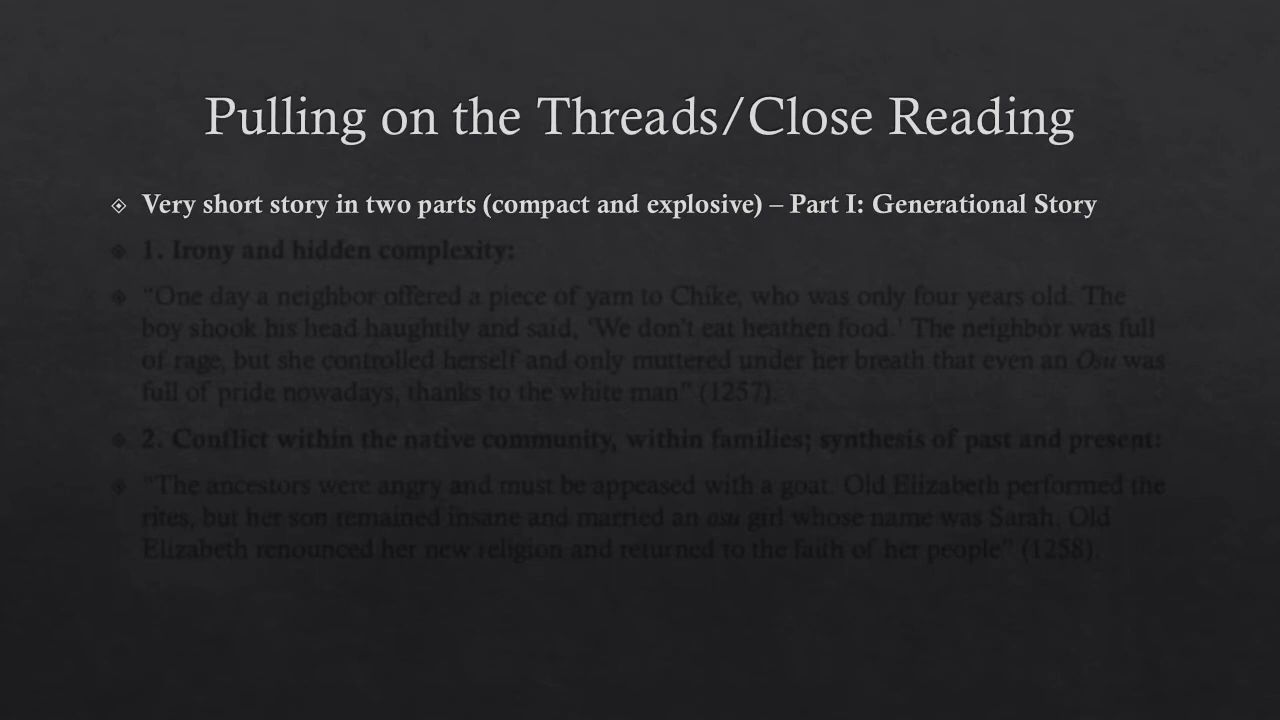 Pulling on the Threads/Close Reading
Very short story in two parts (compact and explosive) – Part I: Generational Story
1. Irony and hidden complexity:
“One day a neighbor offered a piece of yam to Chike, who was only four years old. The
boy shook his head haughtily and said, ‘We don’t eat heathen food.’ The neighbor was full
of rage, but she controlled herself and only muttered under her breath that even an Osu was
full of pride nowadays, thanks to the white man” (1257).
2. Conflict within the native community, within families; synthesis of past and present:
“The ancestors were angry and must be appeased with a goat. Old Elizabeth performed the
rites, but her son remained insane and married an osu girl whose name was Sarah. Old
Elizabeth renounced her new religion and returned to the faith of her people” (1258).